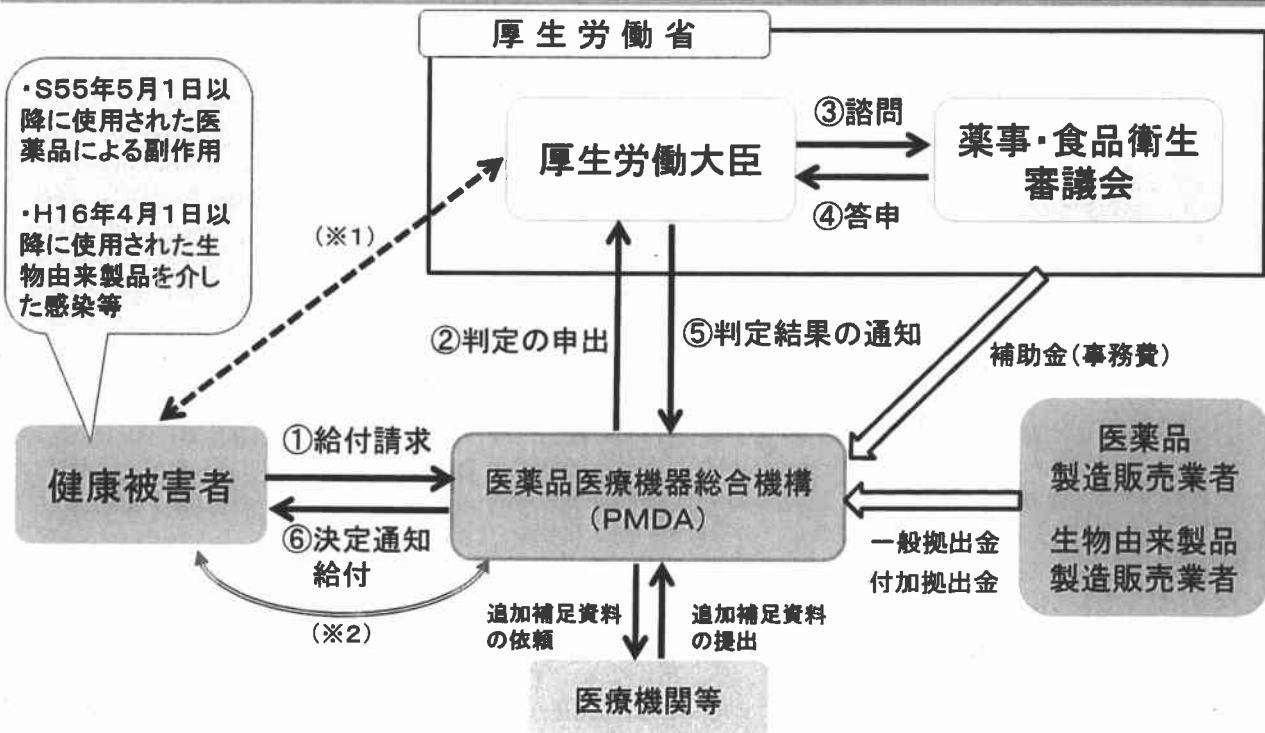 厚生労働省
・S55年5月1日以
降に使用された医
薬品による副作用
・H16年4月1日以
降に使用された生
物由来製品を介し
た感染等
厚生労働大臣
③諮問
④答申
薬事・食品衛生
審議会
(※1)
②判定の申出
⑤判定結果の通知
補助金(事務費)
健康被害者
①給付請求
⑥決定通知
給付
(※2)
医薬品医療機器総合機構
(PMDA)
一般拠出金
付加拠出金
医薬品
製造販売業者
生物由来製品
製造販売業者
追加補足資料
の依頼
追加補足資料
の提出
医療機関等